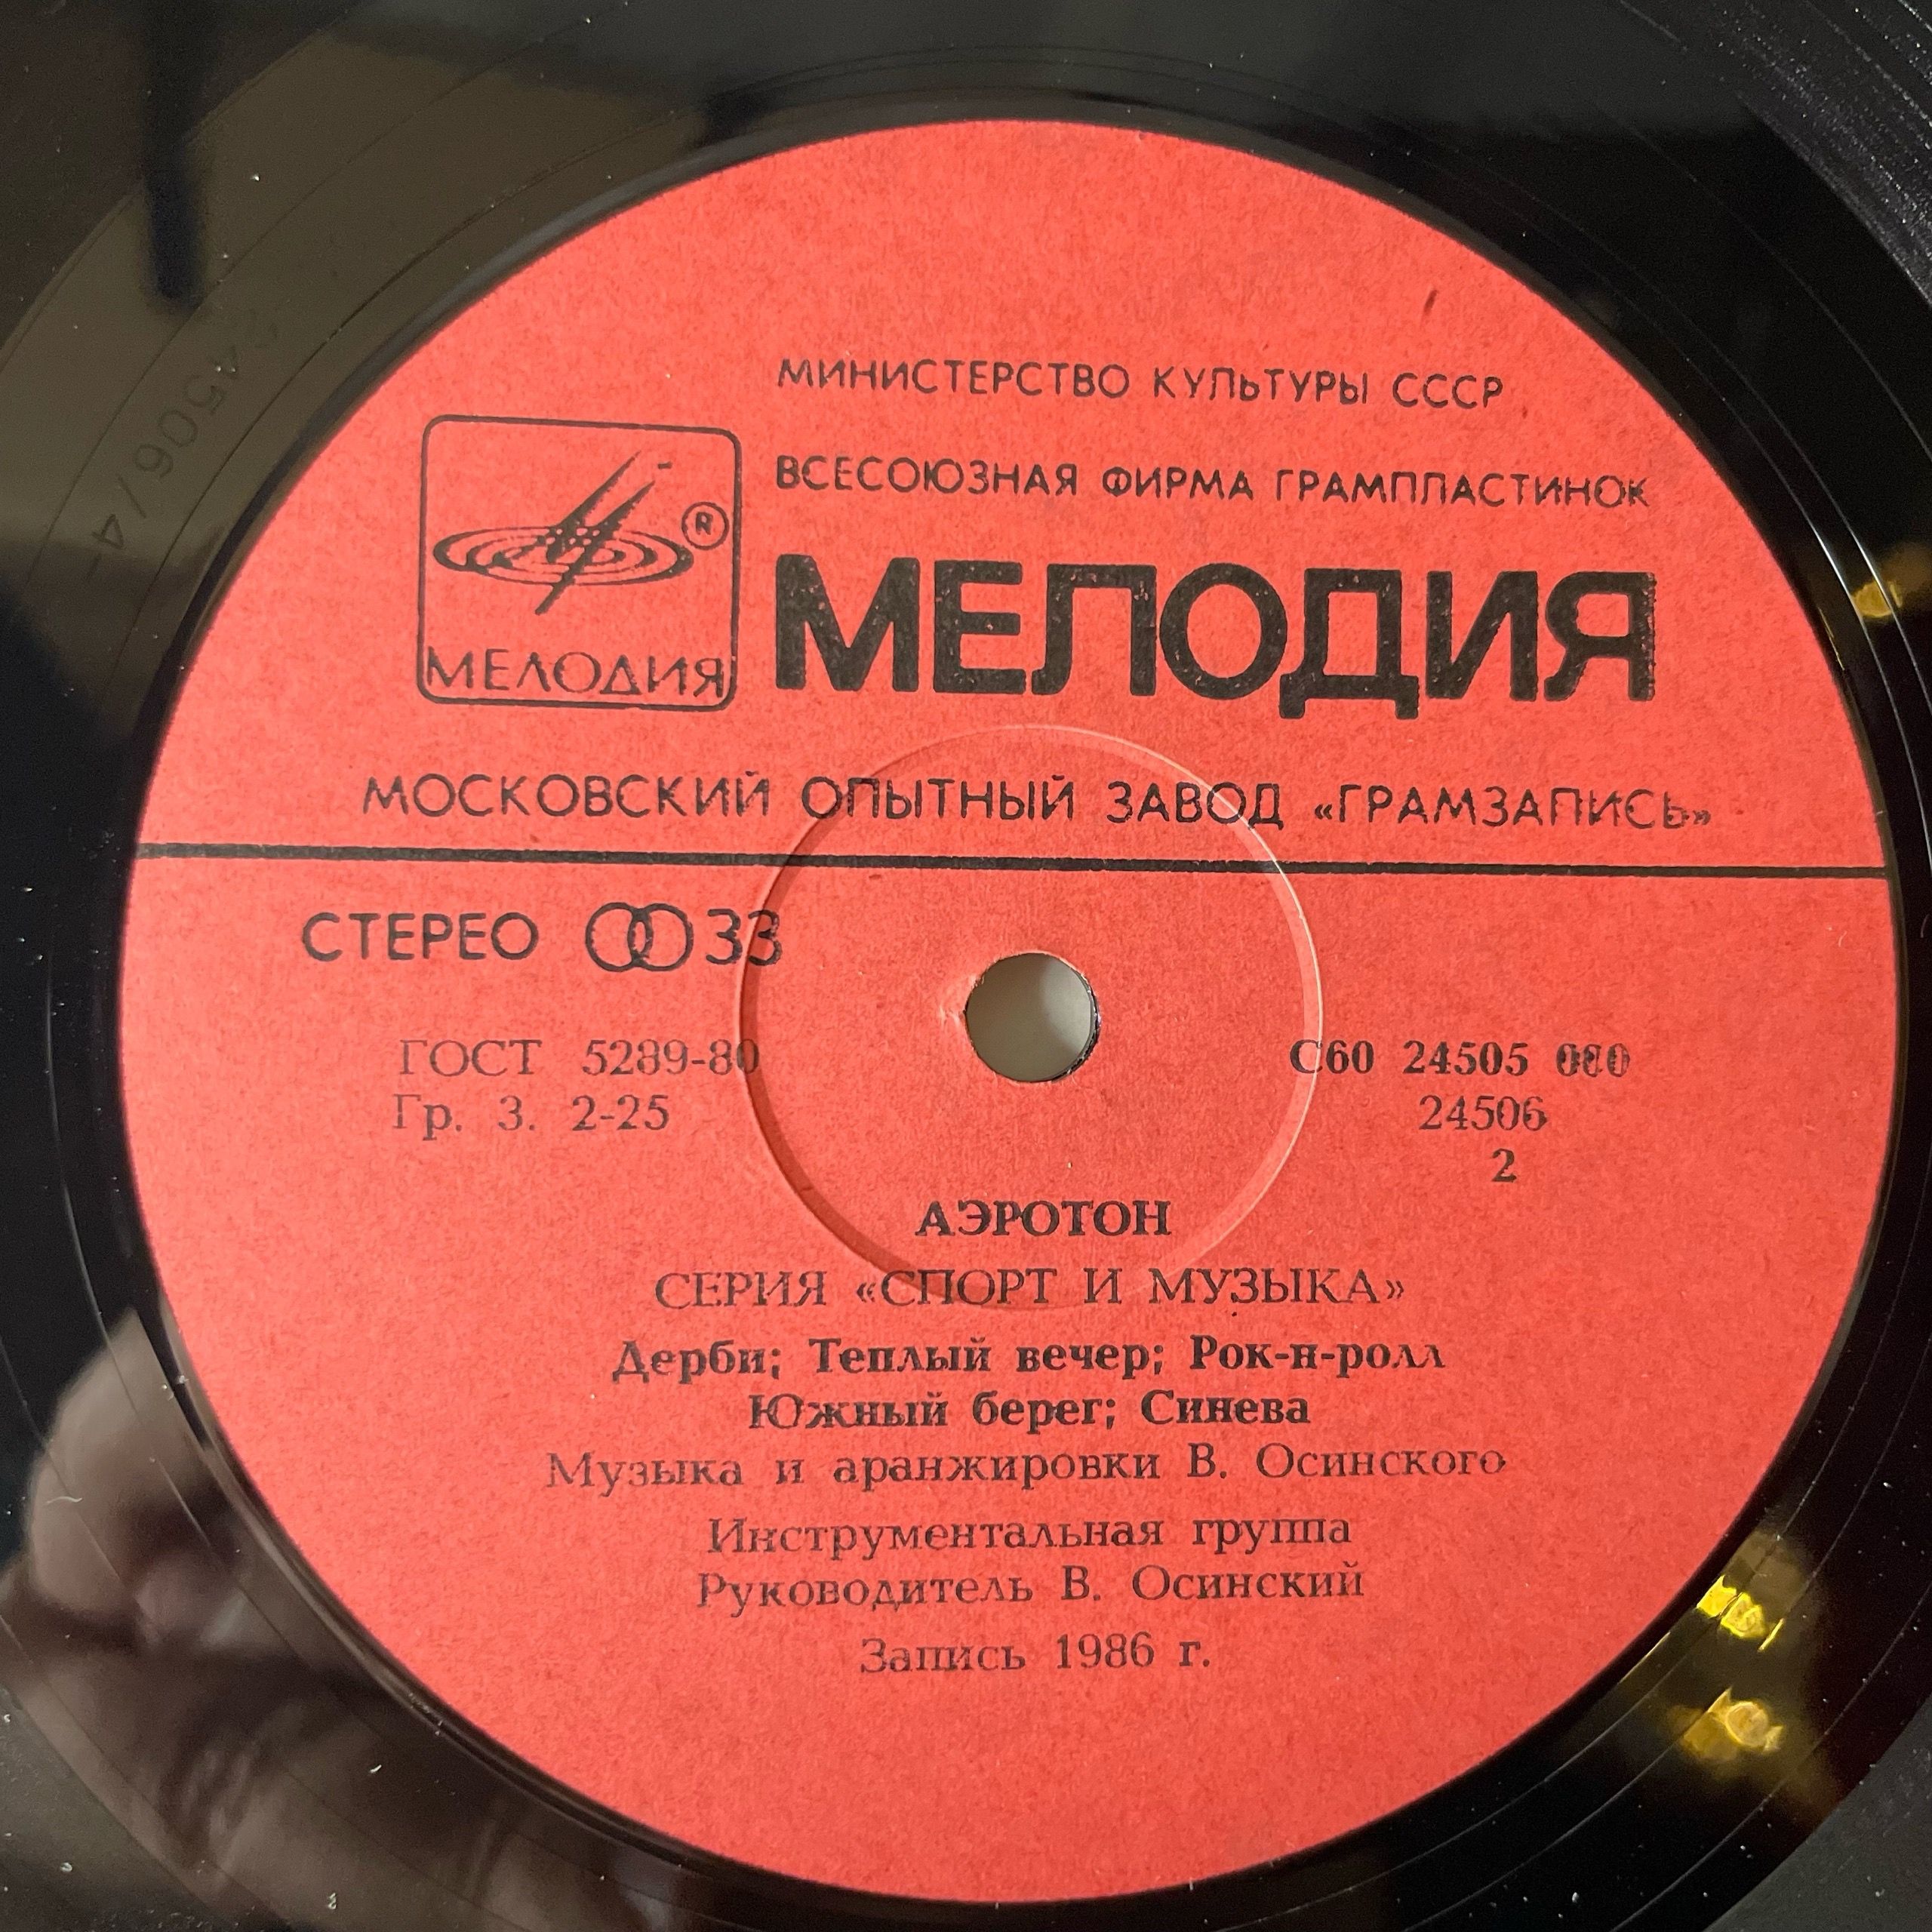 МИНИСТЕРСТВО КУЛЬТУРЫ СССР
ВСЕСОЮЗНАЯ ФИРМА ГРАМПЛАСТИНОК
МЕЛОДИЯ ®
МЕЛОДИЯ
МОСКОВСКИЙ ОПЫТНЫЙ ЗАВОД «ГРАМЗАПИСЬ»
СТЕРЕО 33
ГОСТ 5289-80
Гр. 3. 2-25
С60 24505
24506
2
АЭРОТОН
СЕРИЯ «СПОРТ И МУЗЫКА»
Дерби; Теплый вечер; Рок-н-ролл
Южный берег; Синева
Музыка и аранжировки В. Осинского
Инструментальная группа
Руководитель В. Осинский
Запись 1986 г.